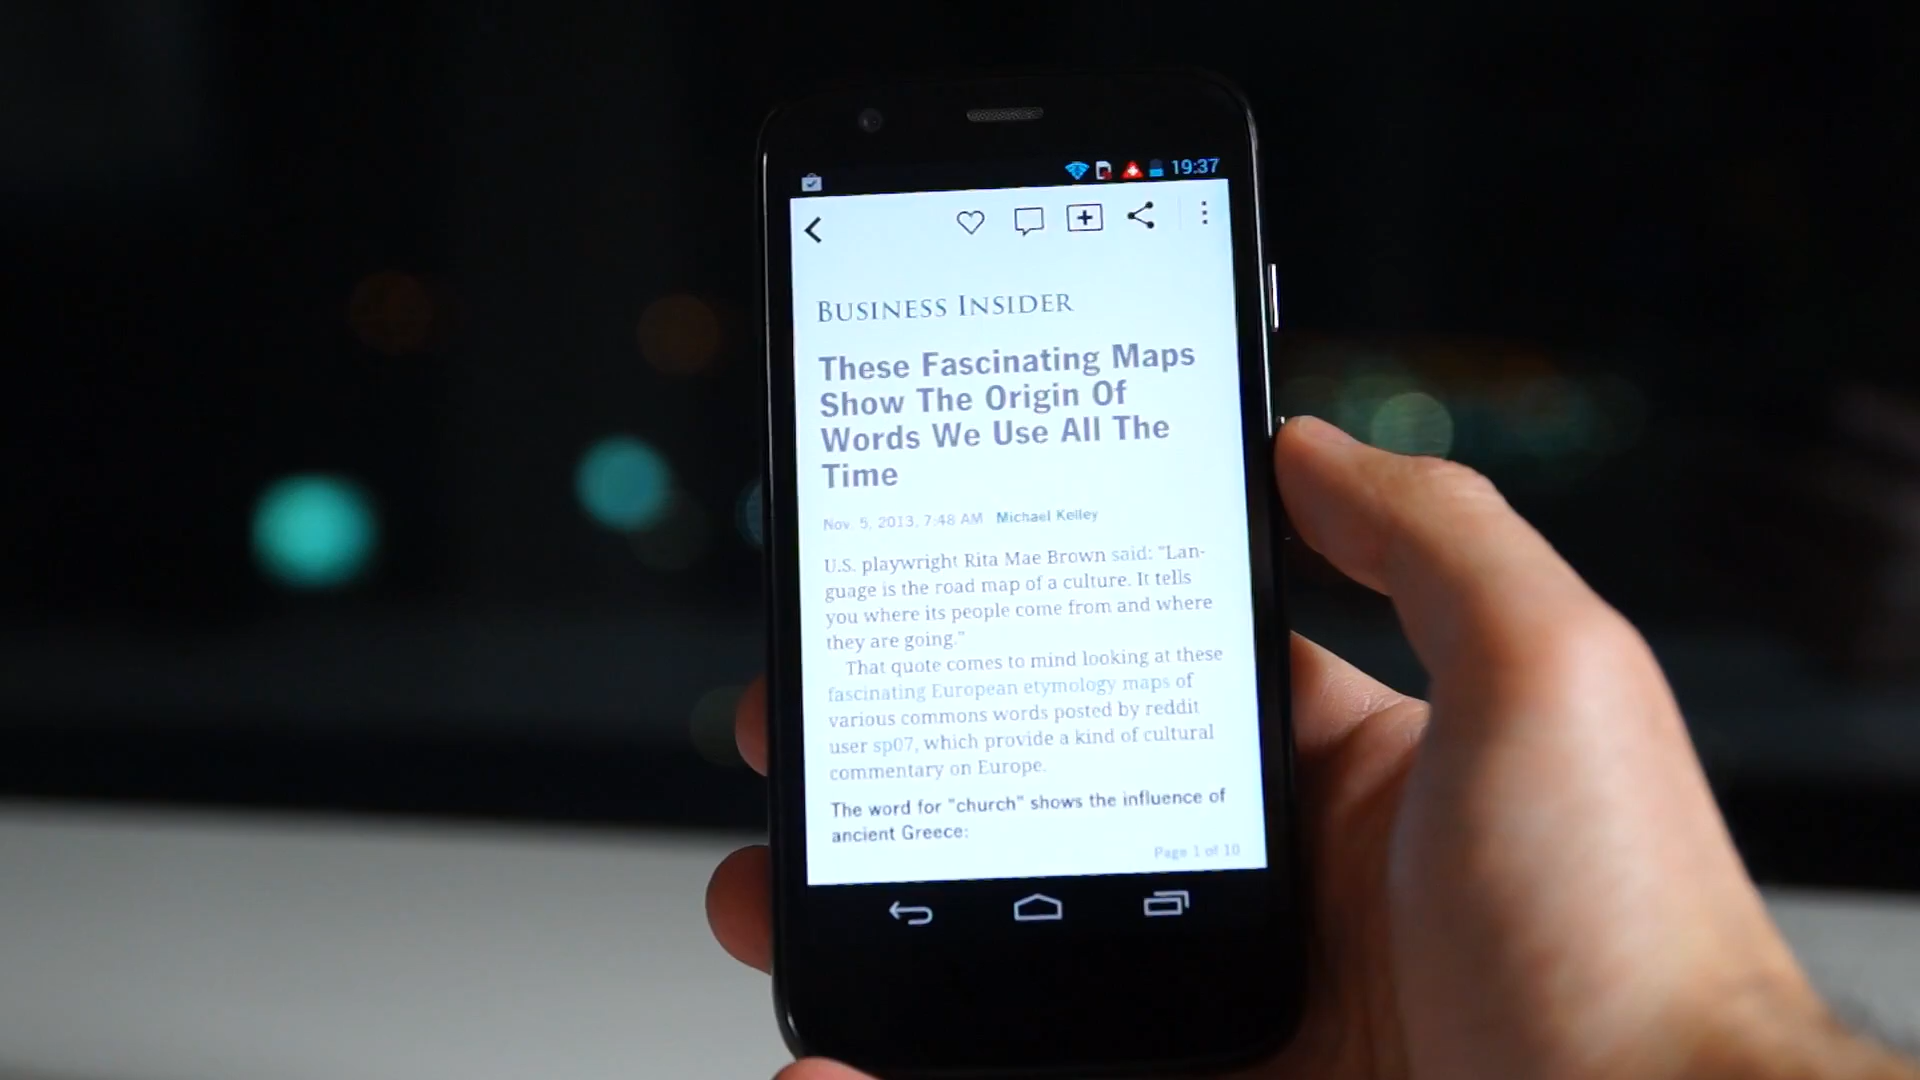 19:37
BUSINESS INSIDER
These Fascinating Maps
Show The Origin Of
Words We Use All The
Time
Nov. 5, 2013, 7:48 AM Michael Kelley
U.S. playwright Rita Mae Brown said: "Lan-
guage is the road map of a culture. It tells
you where its people come from and where
they are going."
That quote comes to mind looking at these
fascinating European etymology maps of
various commons words posted by reddit
user sp07, which provide a kind of cultural
commentary on Europe.
The word for "church" shows the influence of
ancient Greece:
Page 1 of 10